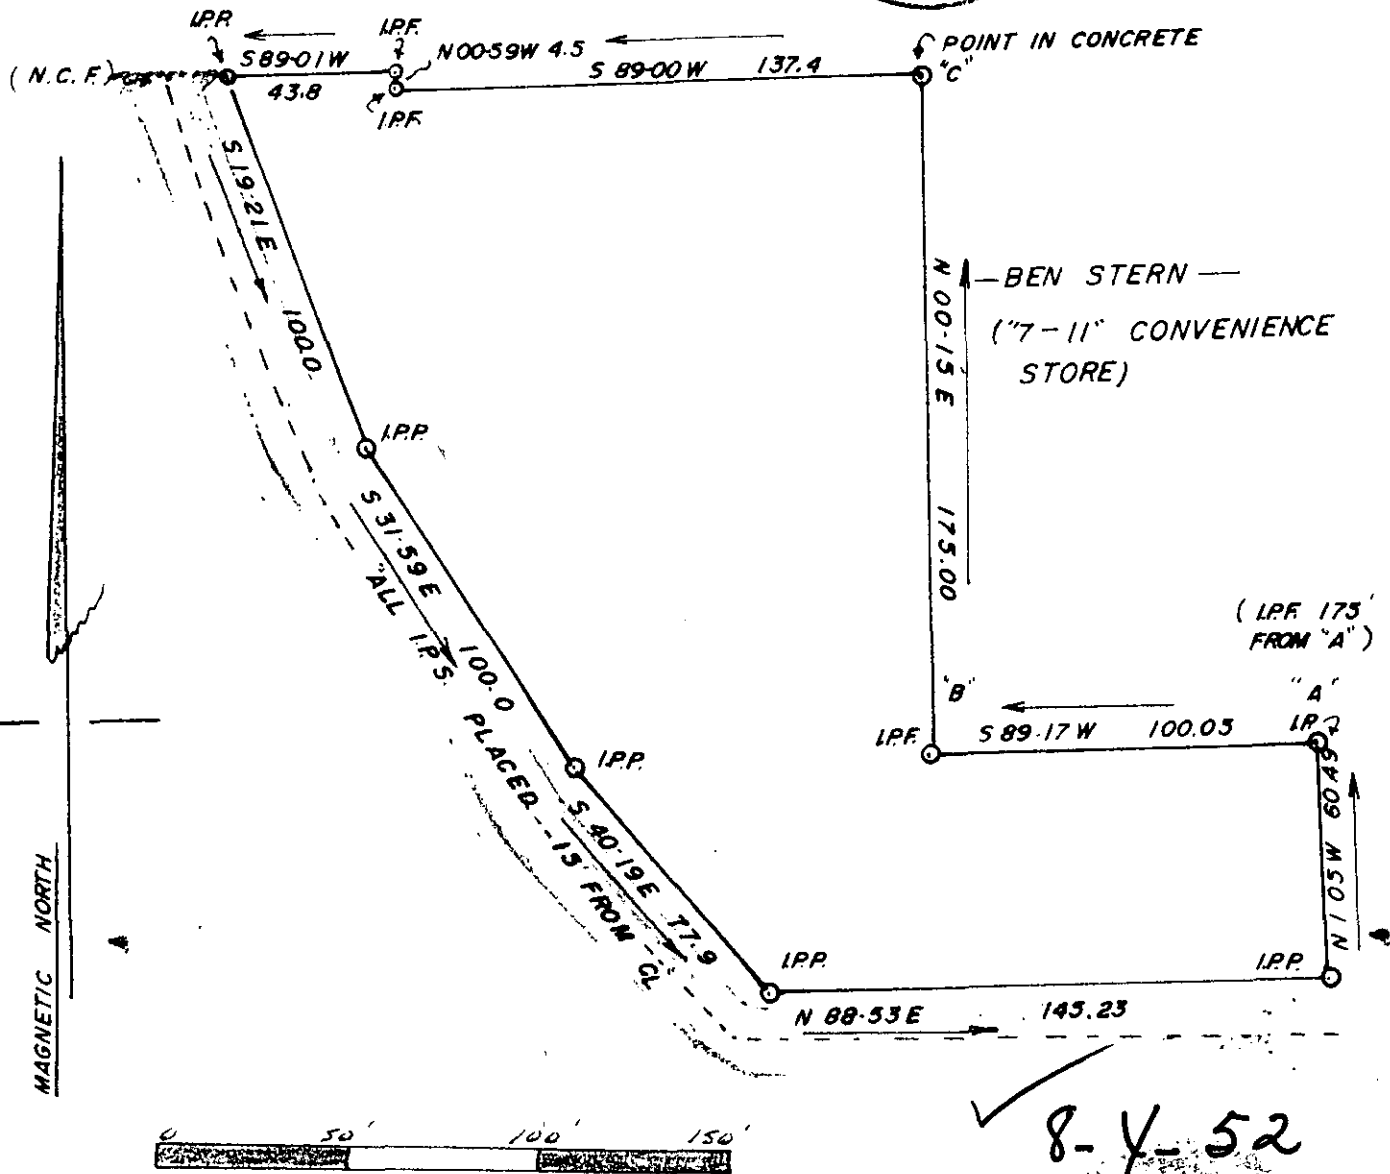 I.P.P.
I.P.F.
POINT IN CONCRETE
"C"
(N.C.F.)
S 89-01 W
43.8
N 00-59 W 4.5
I.P.F.
S 89-00 W 137.4
S 19-21 E 100.0
N 00-15 E 175.00
— BEN STERN —
("7-11" CONVENIENCE
STORE)
I.P.P.
S 31-59 E 100.0
"ALL I.P.S. PLACED -- 15' FROM CL"
(I.P.F. 175'
FROM "A")
"B"
"A"
I.P.F.
S 89-17 W 100.05
I.P.
I.P.P.
S 40-19 E 77.9
N 1 05 W 60.49
MAGNETIC NORTH
I.P.P.
I.P.P.
N 88-53 E 145.23
0 50' 100' 150'
8-Y-52